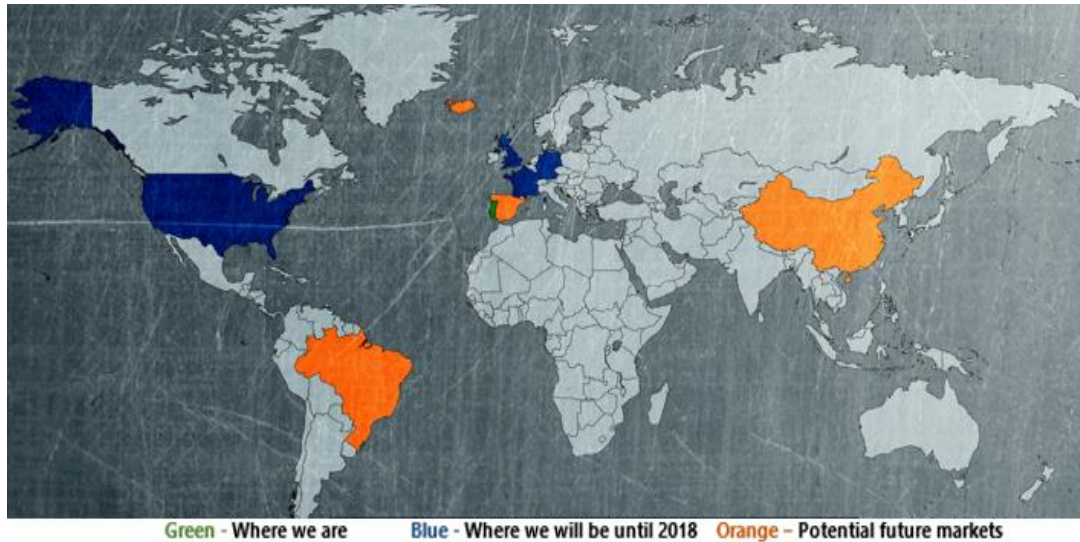 Green - Where we are Blue - Where we will be until 2018 Orange – Potential future markets